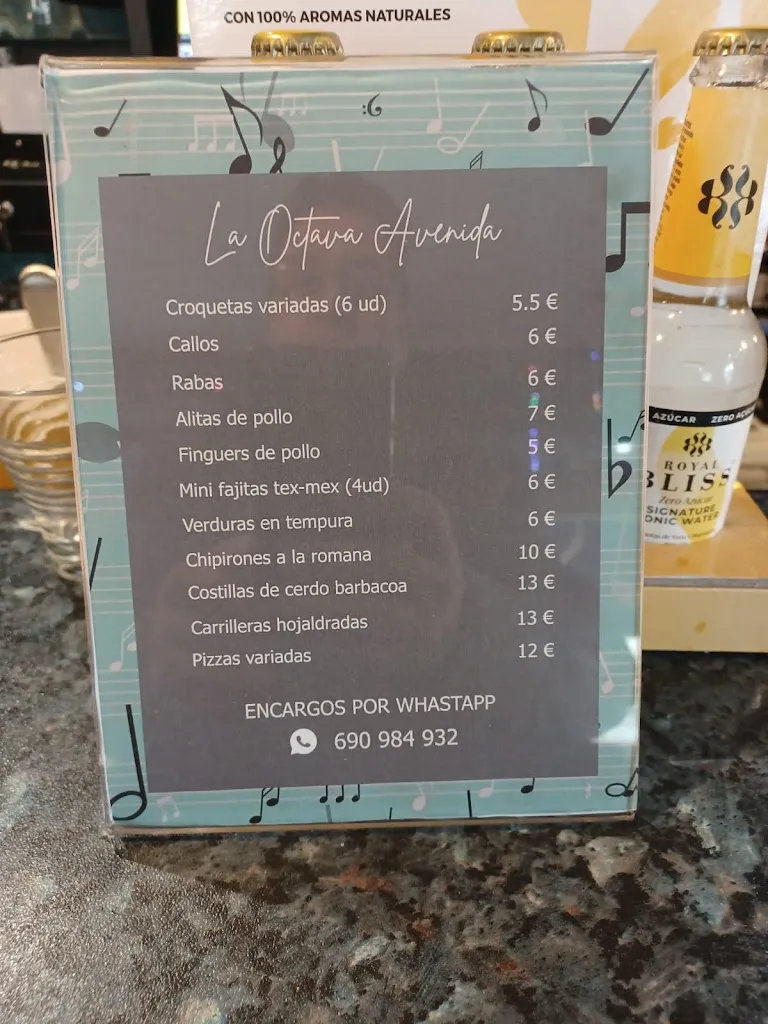 CON 100% AROMAS NATURALES
La Octava Avenida
Croquetas variadas (6 ud) 5.5 €
Callos 6 €
Rabas 6 €
Alitas de pollo 7 €
Finguers de pollo 5 €
Mini fajitas tex-mex (4ud) 6 €
Verduras en tempura 6 €
Chipirones a la romana 10 €
Costillas de cerdo barbacoa 13 €
Carrilleras hojaldradas 13 €
Pizzas variadas 12 €
ENCARGOS POR WHASTAPP
690 984 932
AZÚCAR ZERO
ROYAL
BLISS
Zero Azúcar
SIGNATURE
TONIC WATER